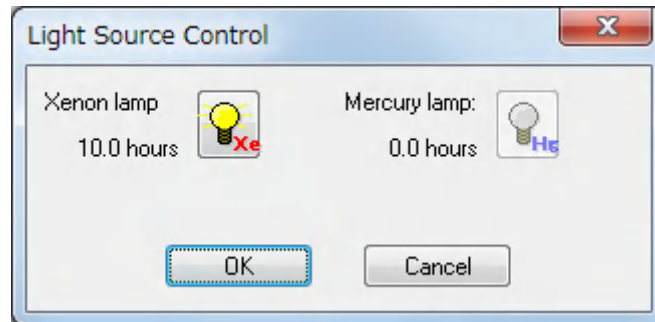 Light Source Control
Xenon lamp
10.0 hours
Xe
Mercury lamp:
0.0 hours
Hg
OK
Cancel